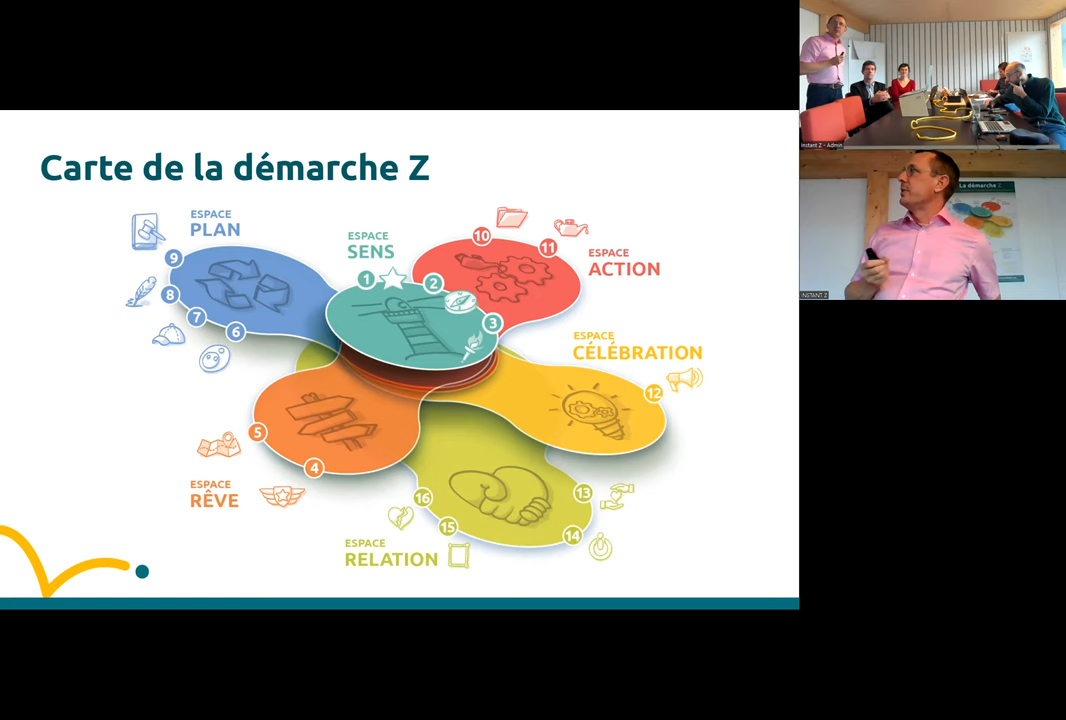 Carte de la démarche Z
ESPACE
PLAN
ESPACE
SENS
ESPACE
ACTION
ESPACE
CÉLÉBRATION
ESPACE
RÊVE
ESPACE
RELATION
1
2
3
4
5
6
7
8
9
10
11
12
13
14
15
16
Instant Z - Admin
La démarche Z
INSTANT Z